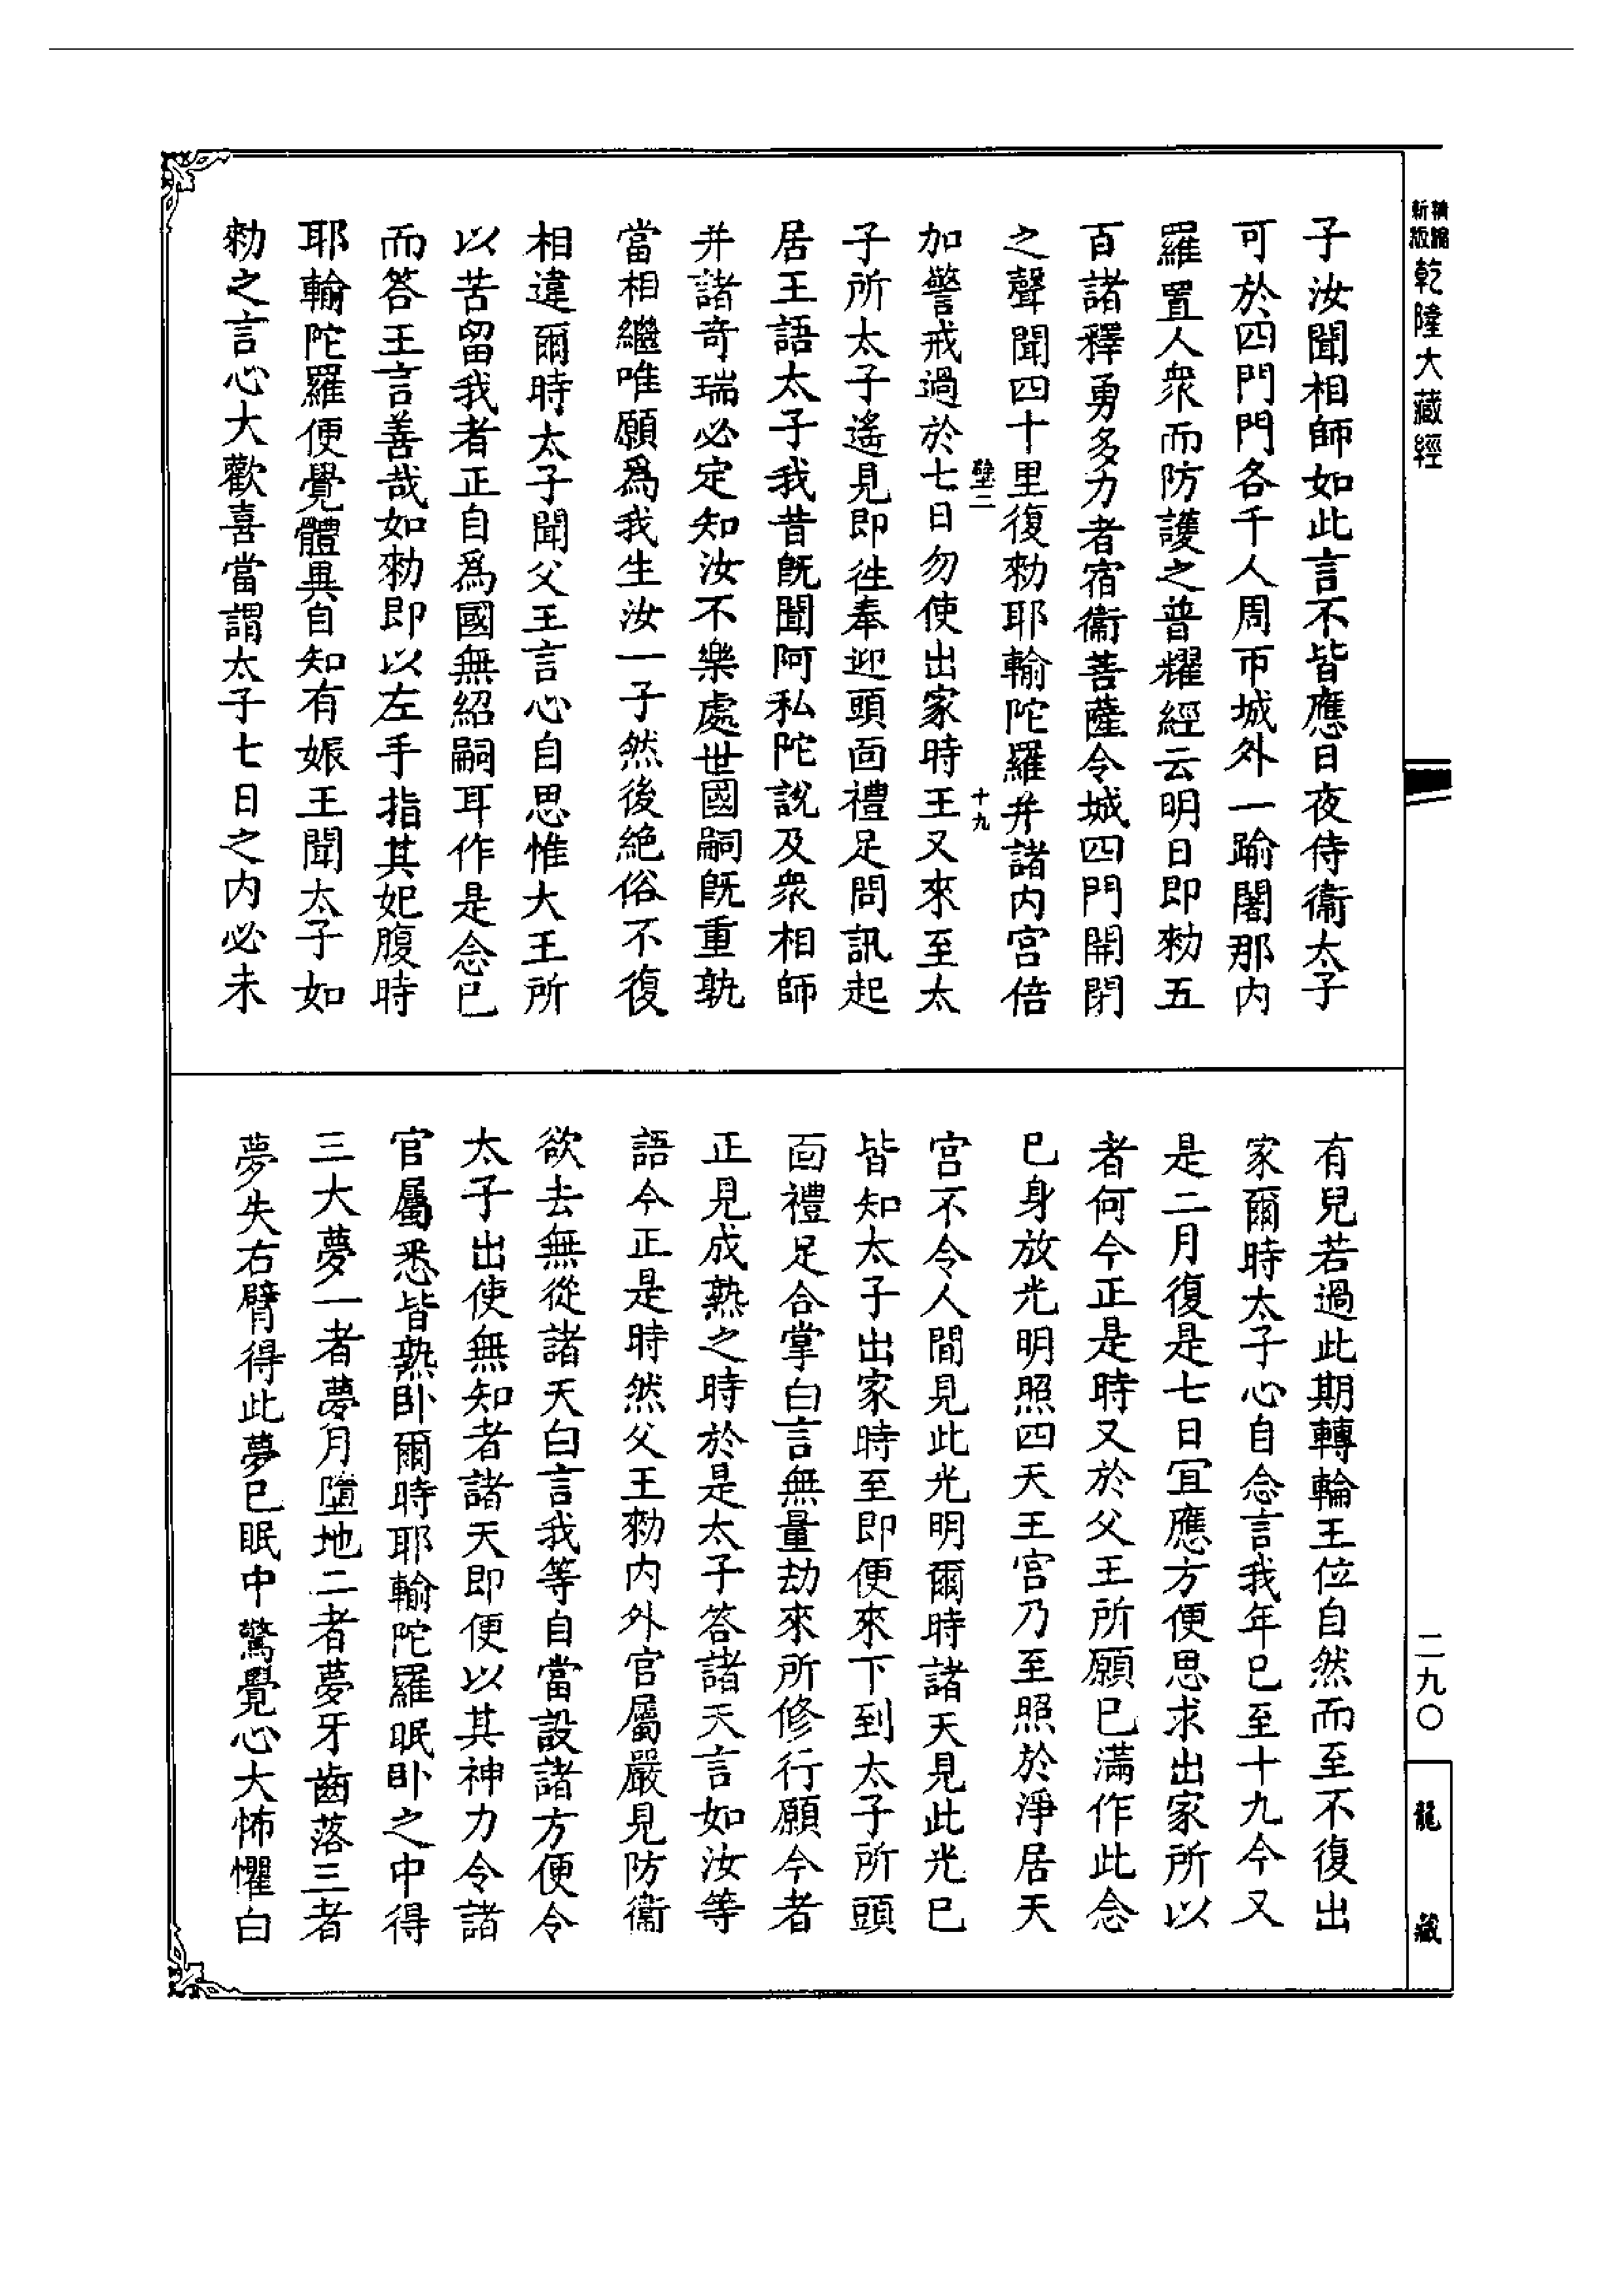 精縮新版乾隆大藏經
子汝聞相師如此言不皆應日夜侍衞太子
可於四門門各千人周帀城外一踰闍那内
羅置人衆而防護之普耀經云明日即勑五
百諸釋勇多力者宿衞菩薩令城四門開閉
之聲聞四十里復勑耶輸陀羅并諸内宮倍
十九
加警戒過於七日勿使出家時王又來至太
子所太子遙見即徃奉迎頭面禮足問訊起
居王語太子我昔旣聞阿私陀說及衆相師
并諸奇瑞必定知汝不樂處世國嗣旣重孰
當相繼唯願爲我生汝一子然後絶俗不復
相違爾時太子聞父王言心自思惟大王所
以苦留我者正自爲國無紹嗣耳作是念已
而答王言善哉如勑即以左手指其妃腹時
耶輸陀羅便覺體異自知有娠王聞太子如
勑之言心大歡喜當謂太子七日之内必未
有兒若過此期轉輪王位自然而至不復出
家爾時太子心自念言我年已至十九今又
是二月復是七日宜應方便思求出家所以
者何今正是時又於父王所願已滿作此念
已身放光明照四天王宮乃至照於淨居天
宮不令人間見此光明爾時諸天見此光已
皆知太子出家時至即便來下到太子所頭
面禮足合掌白言無量劫來所修行願今者
正見成熟之時於是太子答諸天言如汝等
語今正是時然父王勑内外官屬嚴見防衞
欲去無從諸天白言我等自當設諸方便令
太子出使無知者諸天即便以其神力令諸
官屬悉皆熟卧爾時耶輸陀羅眠卧之中得
三大夢一者夢月墮地二者夢牙齒落三者
夢失右臂得此夢已眠中驚覺心大怖懼白
二九〇
龍藏